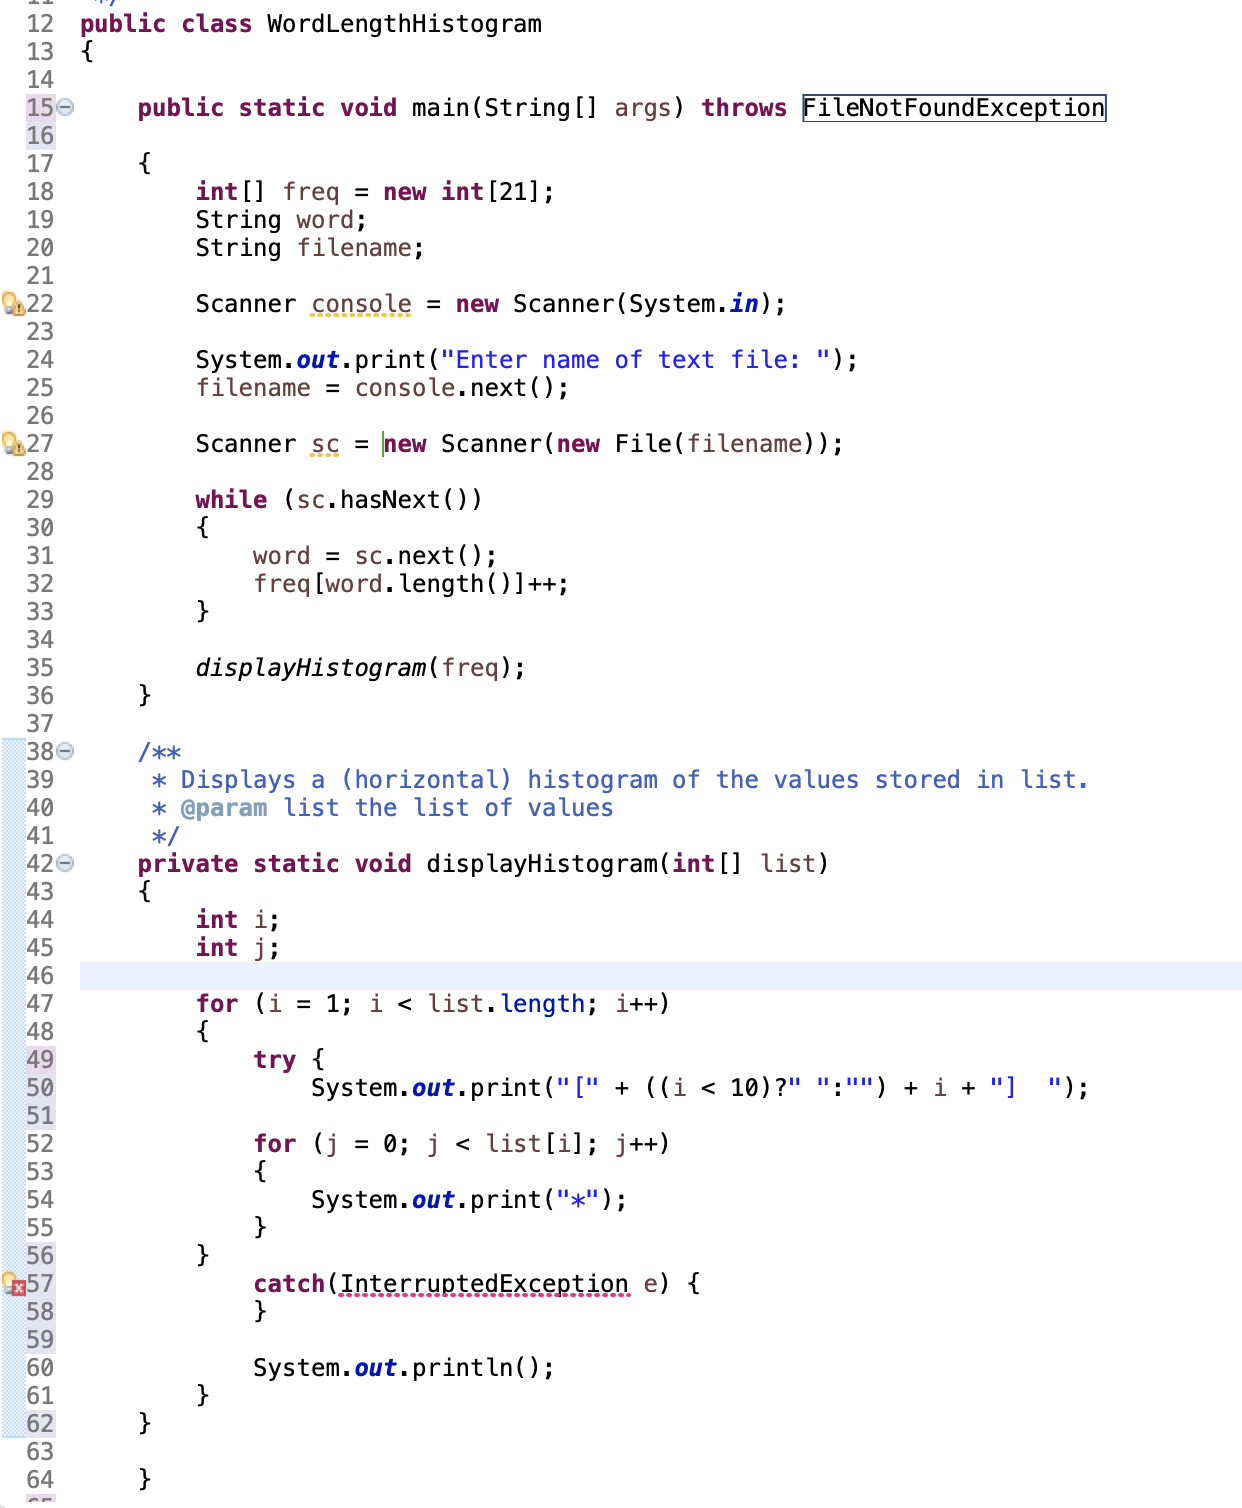 12 public class WordLengthHistogram
13 {
14
15 public static void main(String[] args) throws FileNotFoundException
16
17 {
18 int[] freq = new int[21];
19 String word;
20 String filename;
21
22 Scanner console = new Scanner(System.in);
23
24 System.out.print("Enter name of text file: ");
25 filename = console.next();
26
27 Scanner sc = new Scanner(new File(filename));
28
29 while (sc.hasNext())
30 {
31 word = sc.next();
32 freq[word.length()]++;
33 }
34
35 displayHistogram(freq);
36 }
37
38 /**
39 * Displays a (horizontal) histogram of the values stored in list.
40 * @param list the list of values
41 */
42 private static void displayHistogram(int[] list)
43 {
44 int i;
45 int j;
46
47 for (i = 1; i < list.length; i++)
48 {
49 try {
50 System.out.print("[" + ((i < 10)?" ":"") + i + "]  ");
51
52 for (j = 0; j < list[i]; j++)
53 {
54 System.out.print("*");
55 }
56 }
57 catch(InterruptedException e) {
58 }
59
60 System.out.println();
61 }
62 }
63
64 }